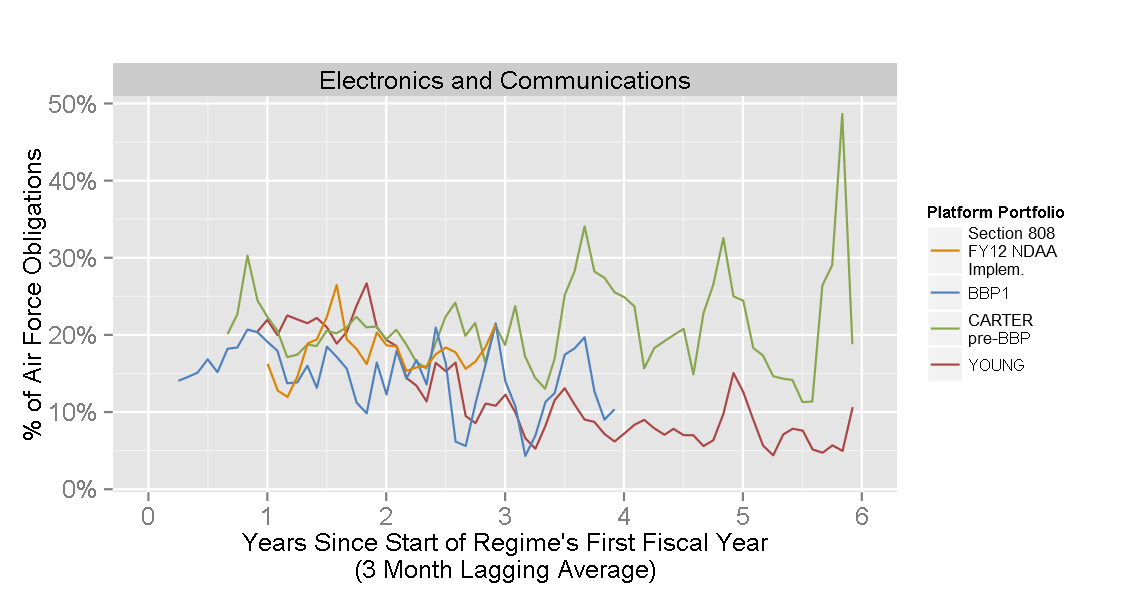 Electronics and Communications
% of Air Force Obligations
50%
40%
30%
20%
10%
0%
0 1 2 3 4 5 6
Years Since Start of Regime's First Fiscal Year
(3 Month Lagging Average)
Platform Portfolio
Section 808
FY12 NDAA
Implem.
BBP1
CARTER
pre-BBP
YOUNG